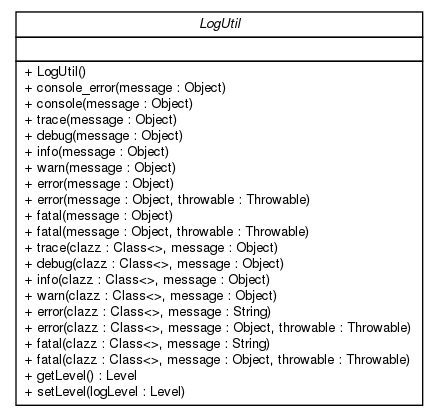 LogUtil
+ LogUtil()
+ console_error(message : Object)
+ console(message : Object)
+ trace(message : Object)
+ debug(message : Object)
+ info(message : Object)
+ warn(message : Object)
+ error(message : Object)
+ error(message : Object, throwable : Throwable)
+ fatal(message : Object)
+ fatal(message : Object, throwable : Throwable)
+ trace(clazz : Class<>, message : Object)
+ debug(clazz : Class<>, message : Object)
+ info(clazz : Class<>, message : Object)
+ warn(clazz : Class<>, message : Object)
+ error(clazz : Class<>, message : String)
+ error(clazz : Class<>, message : Object, throwable : Throwable)
+ fatal(clazz : Class<>, message : String)
+ fatal(clazz : Class<>, message : Object, throwable : Throwable)
+ getLevel() : Level
+ setLevel(logLevel : Level)